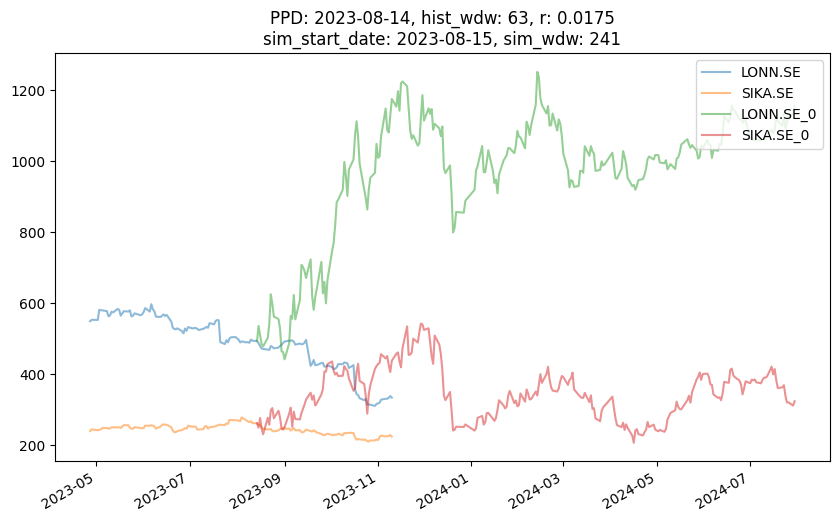 PPD: 2023-08-14, hist_wdw: 63, r: 0.0175
sim_start_date: 2023-08-15, sim_wdw: 241
LONN.SE
SIKA.SE
LONN.SE_0
SIKA.SE_0
1200
1000
800
600
400
200
2023-05
2023-07
2023-09
2023-11
2024-01
2024-03
2024-05
2024-07